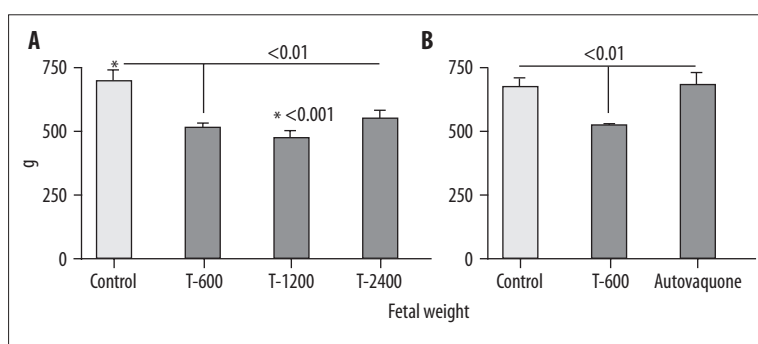 A
B
<0.01
<0.01
*
* <0.001
750
500
250
0
g
750
500
250
0
Control T-600 T-1200 T-2400
Control T-600 Autovaquone
Fetal weight